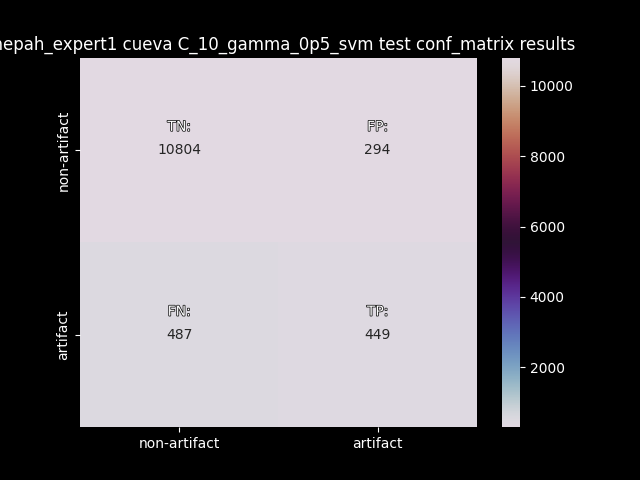 cueva C_10_gamma_0p5_svm test conf_matrix results
non-artifact
TN:
10804
FP:
294
artifact
FN:
487
TP:
449
non-artifact
artifact
10000
8000
6000
4000
2000